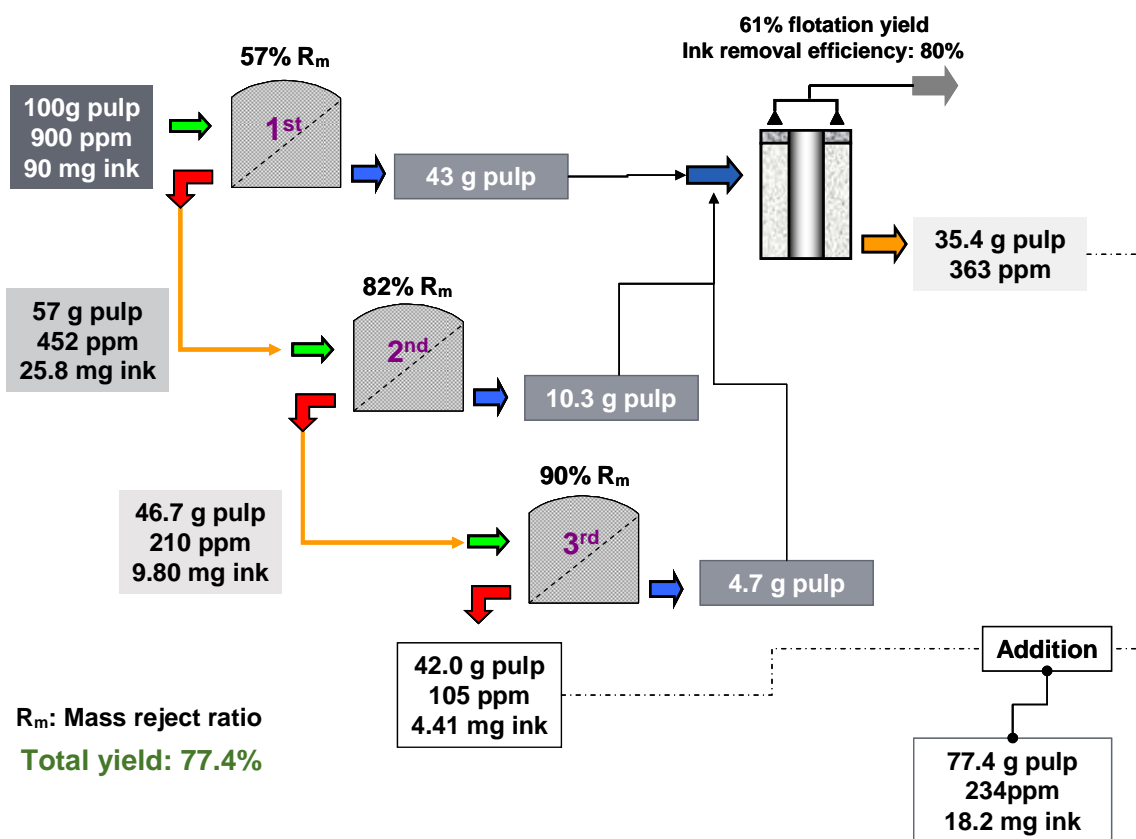 61% flotation yield
Ink removal efficiency: 80%
57% Rm
100g pulp
900 ppm
90 mg ink
1st
43 g pulp
35.4 g pulp
363 ppm
82% Rm
57 g pulp
452 ppm
25.8 mg ink
2nd
10.3 g pulp
90% Rm
46.7 g pulp
210 ppm
9.80 mg ink
3rd
4.7 g pulp
42.0 g pulp
105 ppm
4.41 mg ink
Addition
Rm: Mass reject ratio
Total yield: 77.4%
77.4 g pulp
234ppm
18.2 mg ink